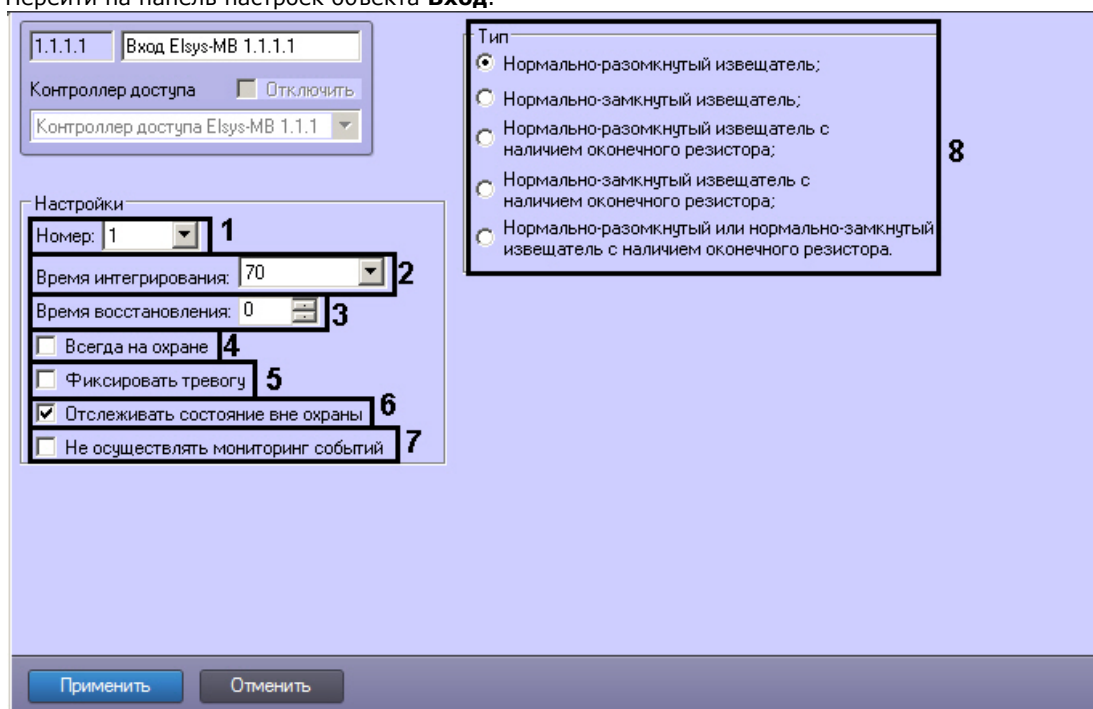 Перейти на панель настроек объекта Вход.
1.1.1.1 Вход Elsys-MB 1.1.1.1
Контроллер доступа Отключить
Контроллер доступа Elsys-MB 1.1.1
Настройки
Номер: 1 1
Время интегрирования: 70 2
Время восстановления: 0 3
Всегда на охране 4
Фиксировать тревогу 5
Отслеживать состояние вне охраны 6
Не осуществлять мониторинг событий 7
Тип
Нормально-разомкнутый извещатель;
Нормально-замкнутый извещатель;
Нормально-разомкнутый извещатель с
наличием оконечного резистора;
Нормально-замкнутый извещатель с
наличием оконечного резистора;
Нормально-разомкнутый или нормально-замкнутый
извещатель с наличием оконечного резистора.
8
Применить Отменить